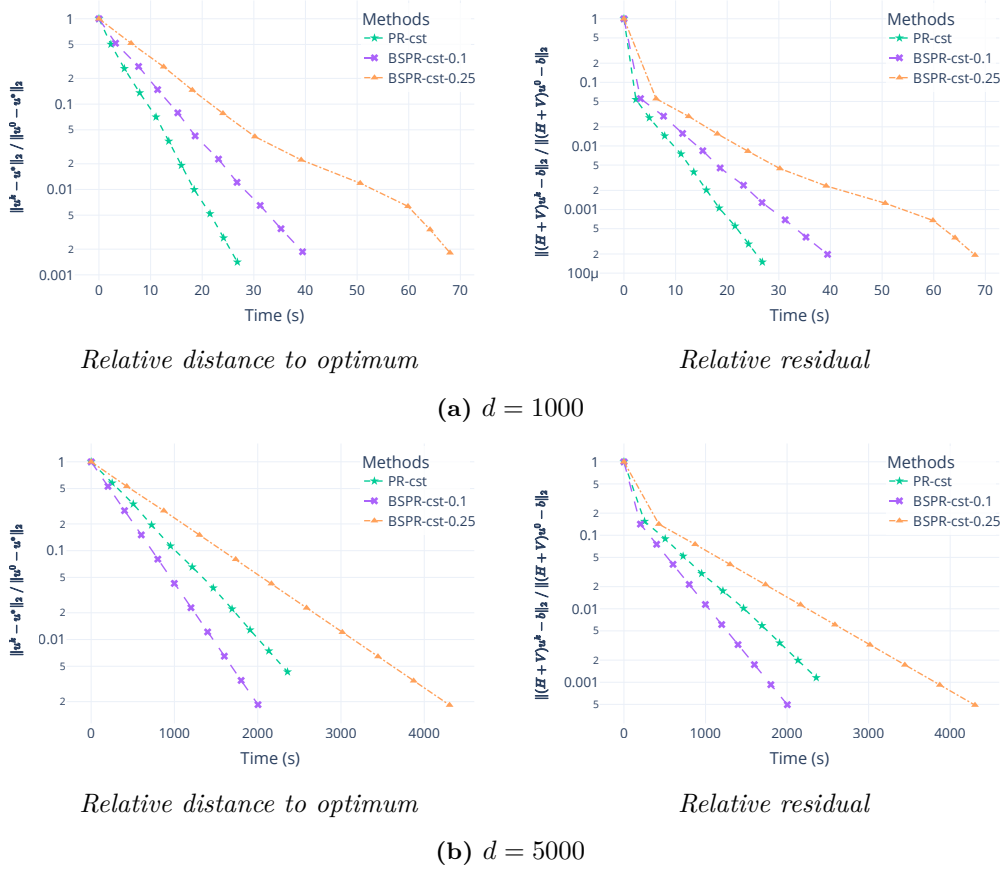 Methods
PR-cst
BSPR-cst-0.1
BSPR-cst-0.25
‖u^k − u*‖₂ / ‖u⁰ − u*‖₂
1
5
2
0.1
5
2
0.01
5
2
0.001
0 10 20 30 40 50 60 70
Time (s)
Relative distance to optimum
Methods
PR-cst
BSPR-cst-0.1
BSPR-cst-0.25
‖(H + V)u^k − b‖₂ / ‖(H + V)u⁰ − b‖₂
1
5
2
0.1
5
2
0.01
5
2
0.001
5
2
100μ
0 10 20 30 40 50 60 70
Time (s)
Relative residual
(a) d = 1000
Methods
PR-cst
BSPR-cst-0.1
BSPR-cst-0.25
‖u^k − u*‖₂ / ‖u⁰ − u*‖₂
1
5
2
0.1
5
2
0.01
5
2
0 1000 2000 3000 4000
Time (s)
Relative distance to optimum
Methods
PR-cst
BSPR-cst-0.1
BSPR-cst-0.25
‖(H + V)u^k − b‖₂ / ‖(H + V)u⁰ − b‖₂
1
5
2
0.1
5
2
0.01
5
2
0.001
5
0 1000 2000 3000 4000
Time (s)
Relative residual
(b) d = 5000